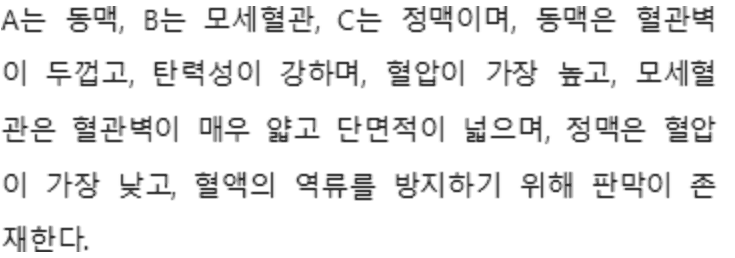 A는 동맥, B는 모세혈관, C는 정맥이며, 동맥은 혈관벽
이 두껍고, 탄력성이 강하며, 혈압이 가장 높고, 모세혈
관은 혈관벽이 매우 얇고 단면적이 넓으며, 정맥은 혈압
이 가장 낮고, 혈액의 역류를 방지하기 위해 판막이 존
재한다.